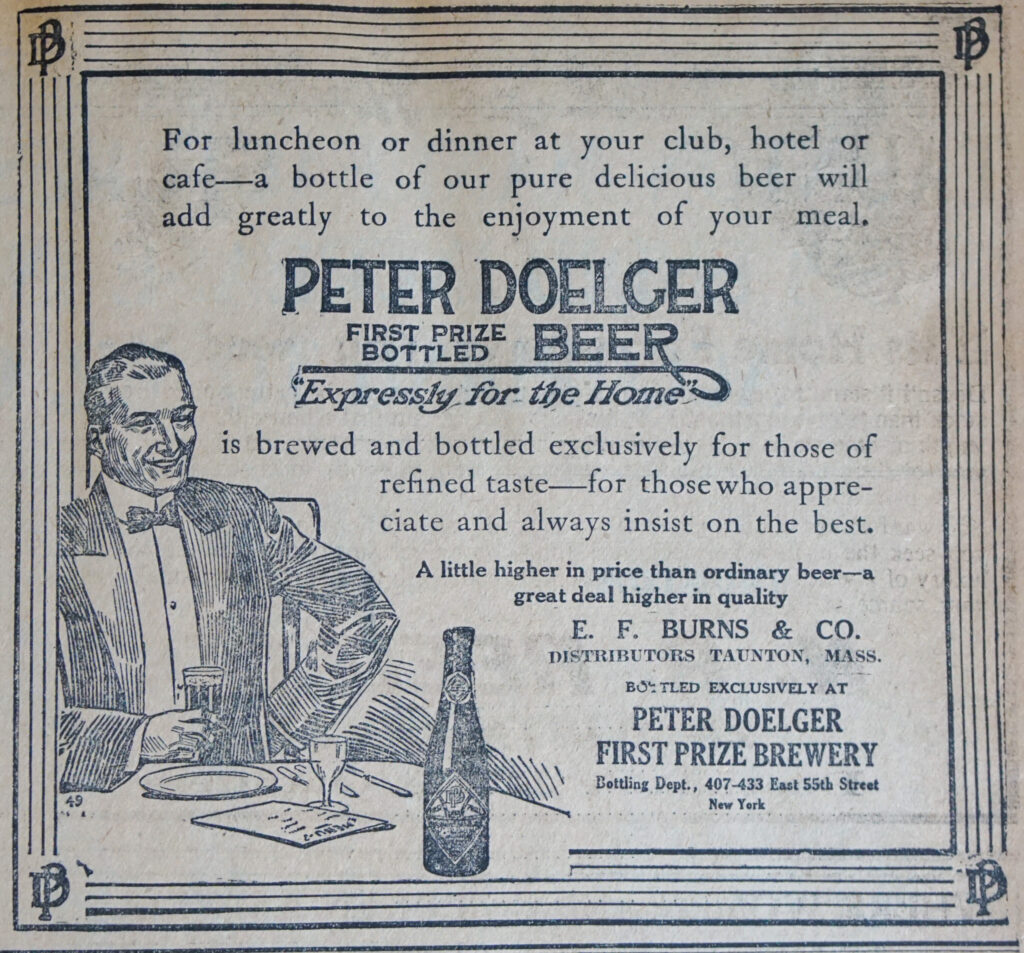 For luncheon or dinner at your club, hotel or
cafe—a bottle of our pure delicious beer will
add greatly to the enjoyment of your meal.
PETER DOELGER
FIRST PRIZE
BOTTLED
BEER
"Expressly for the Home"
is brewed and bottled exclusively for those of
refined taste—for those who appre-
ciate and always insist on the best.
A little higher in price than ordinary beer—a
great deal higher in quality
E. F. BURNS & CO.
DISTRIBUTORS TAUNTON, MASS.
BOTTLED EXCLUSIVELY AT
PETER DOELGER
FIRST PRIZE BREWERY
Bottling Dept., 407-433 East 55th Street
New York
49